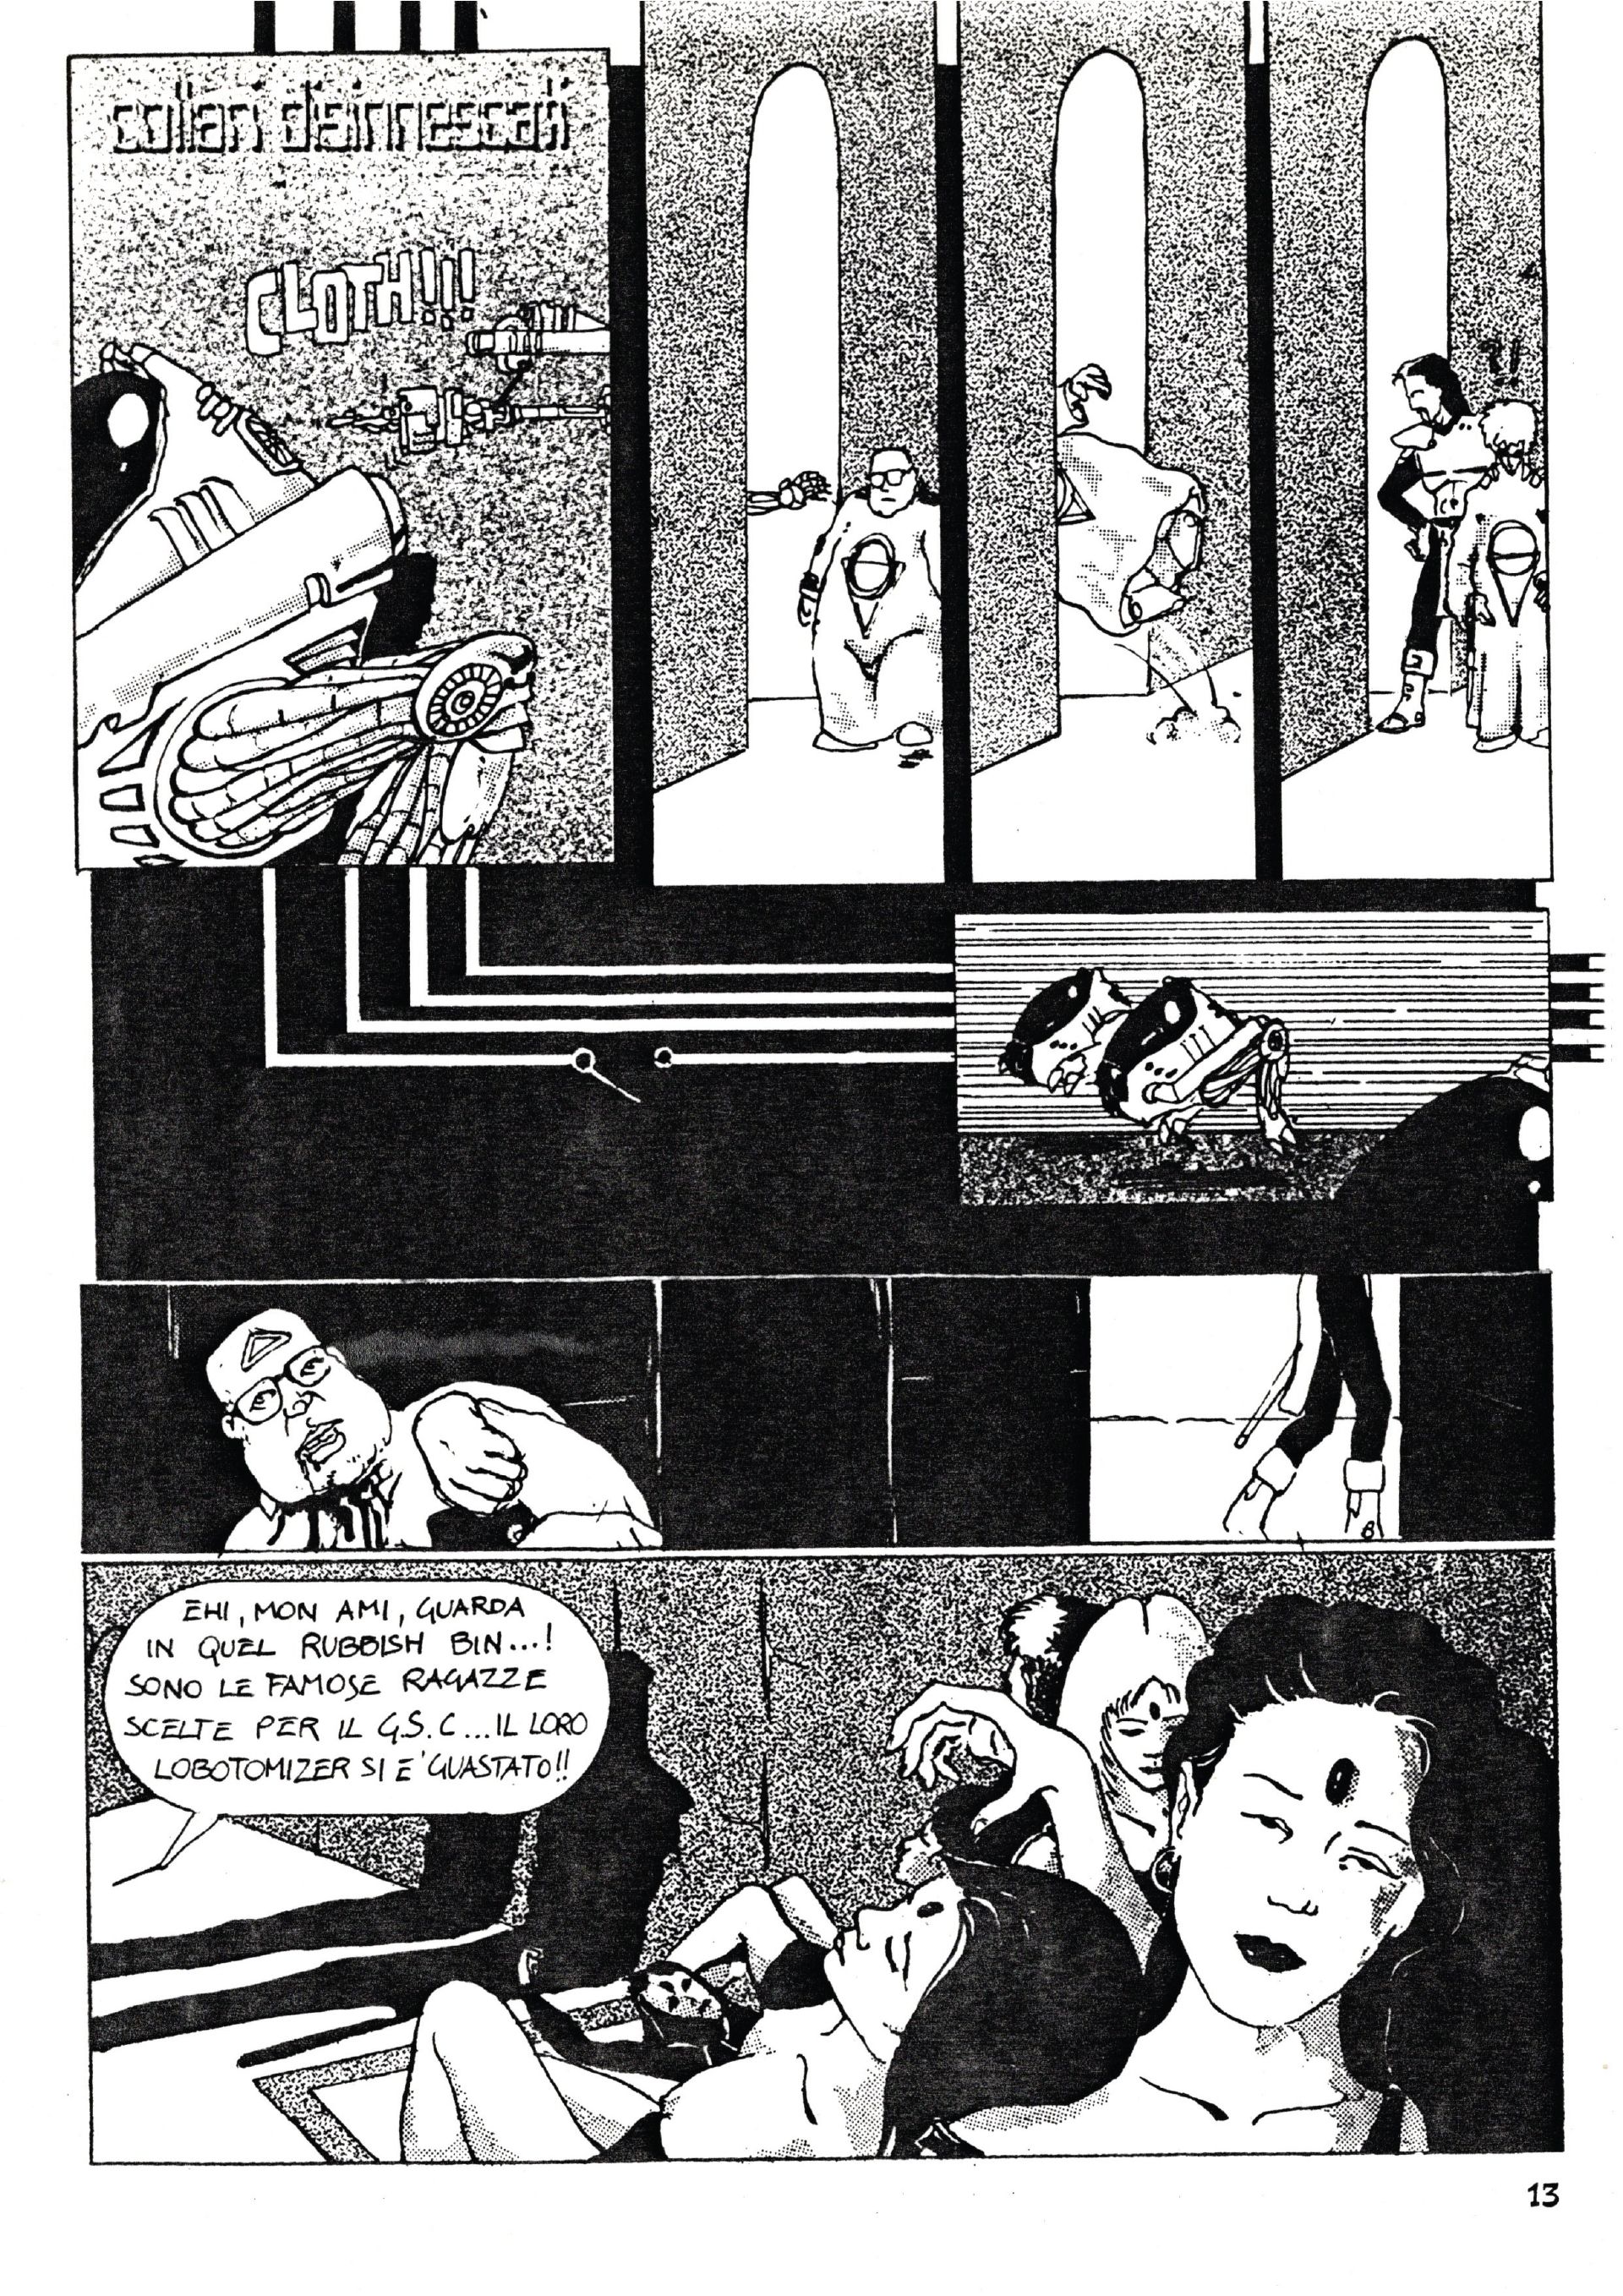 collari disinnescati
CLOTH!!!
?!
EHI, MON AMI, GUARDA
IN QUEL RUBBISH BIN...!
SONO LE FAMOSE RAGAZZE
SCELTE PER IL G.S.C...IL LORO
LOBOTOMIZER SI E' GUASTATO!!
13